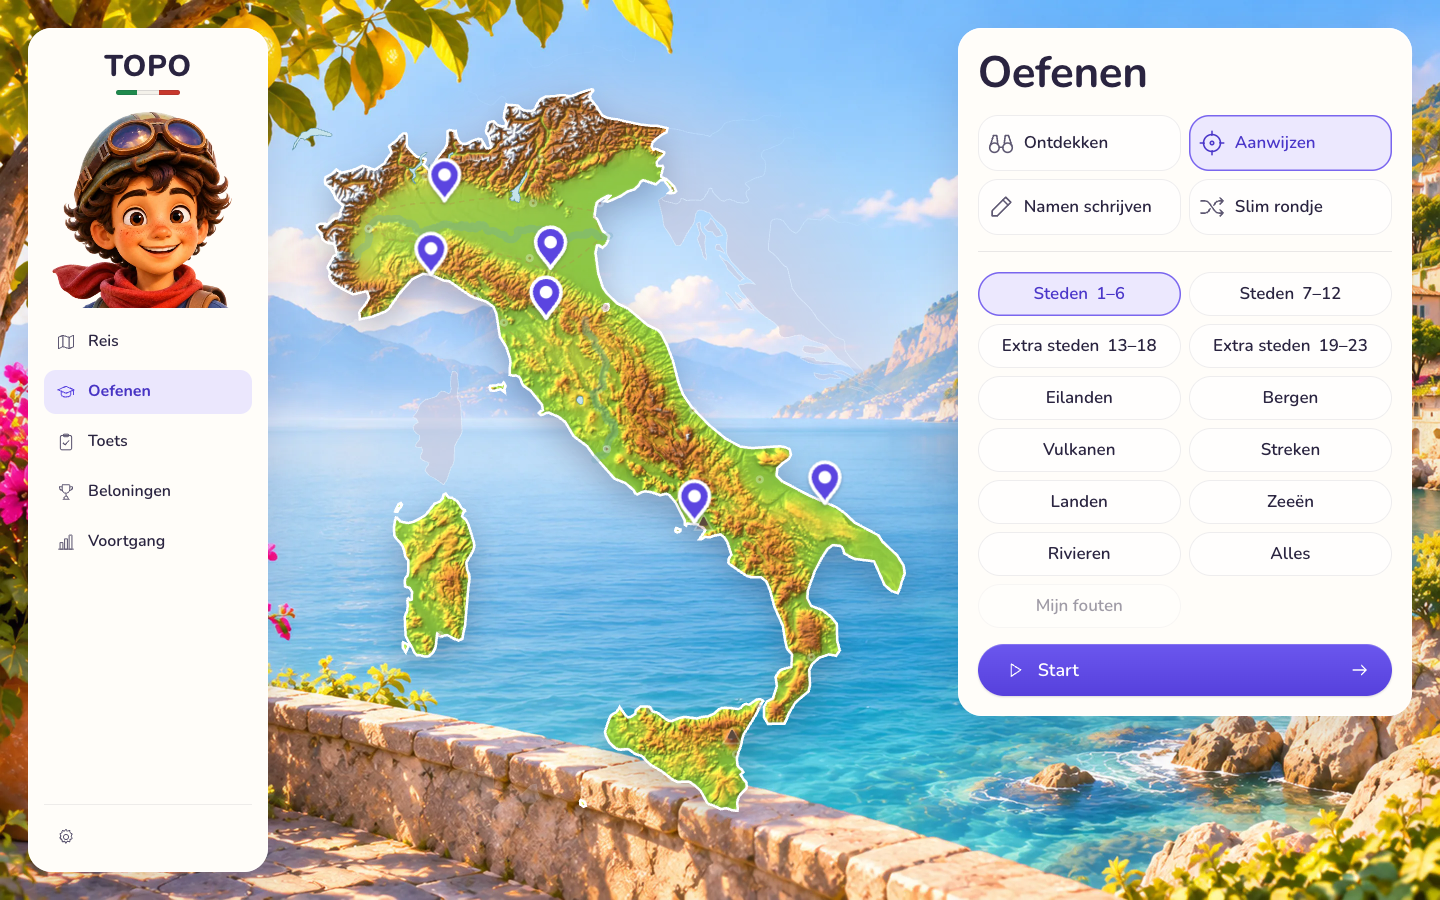 TOPO
Reis
Oefenen
Toets
Beloningen
Voortgang
Oefenen
Ontdekken
Aanwijzen
Namen schrijven
Slim rondje
Steden 1–6
Steden 7–12
Extra steden 13–18
Extra steden 19–23
Eilanden
Bergen
Vulkanen
Streken
Landen
Zeeën
Rivieren
Alles
Mijn fouten
Start